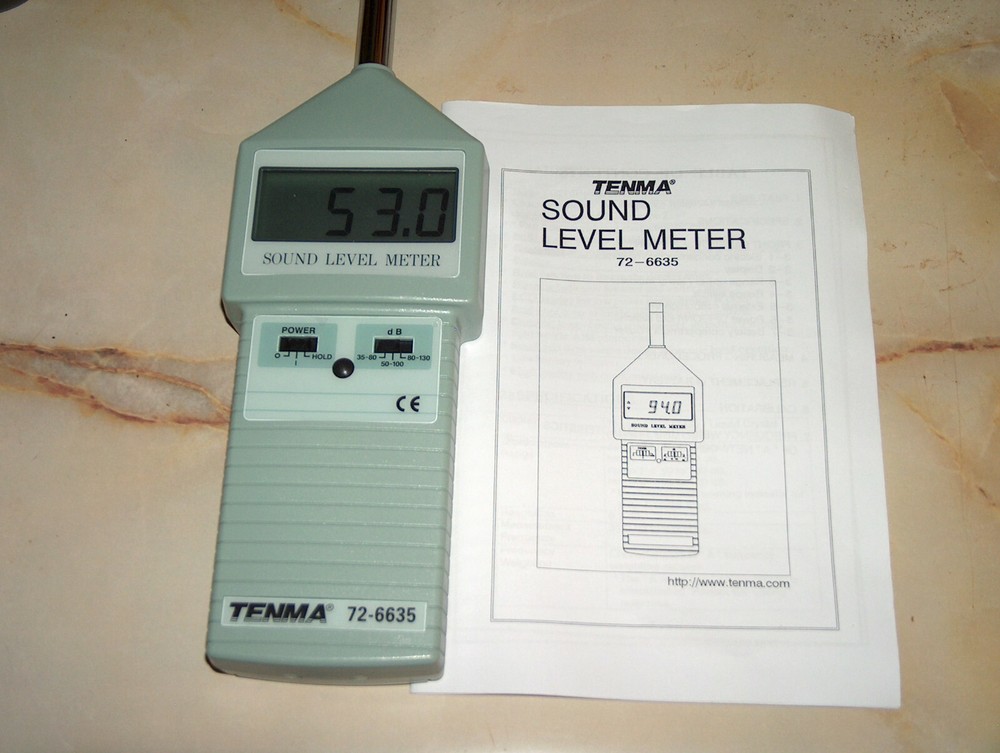 53.0
SOUND LEVEL METER
POWER
O I HOLD
dB
35-80 50-100 80-130
CE
TENMA® 72-6635
TENMA®
SOUND
LEVEL METER
72-6635
94.0
SOUND LEVEL METER
http://www.tenma.com